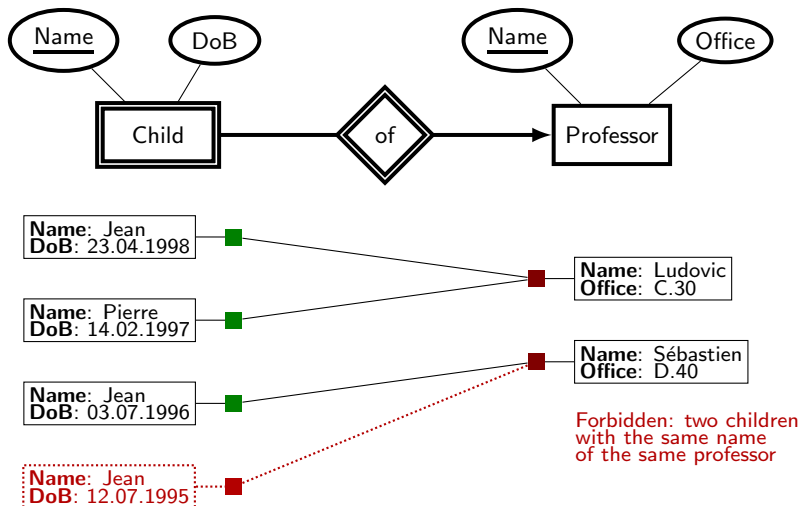 Name
DoB
Name
Office
Child
of
Professor
Name: Jean
DoB: 23.04.1998
Name: Ludovic
Office: C.30
Name: Pierre
DoB: 14.02.1997
Name: Sébastien
Office: D.40
Name: Jean
DoB: 03.07.1996
Forbidden: two children
with the same name
of the same professor
Name: Jean
DoB: 12.07.1995